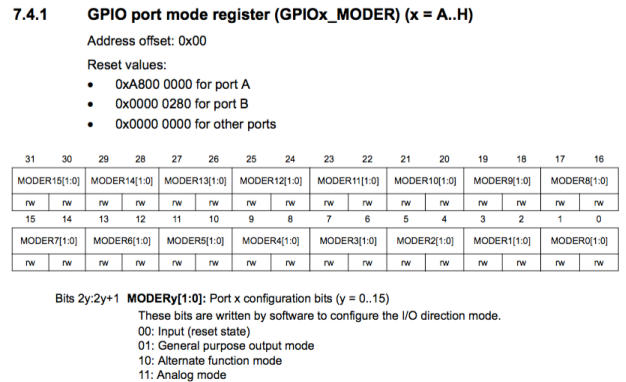 7.4.1 GPIO port mode register (GPIOx_MODER) (x = A..H)
Address offset: 0x00
Reset values:
• 0xA800 0000 for port A
• 0x0000 0280 for port B
• 0x0000 0000 for other ports
31 30 29 28 27 26 25 24 23 22 21 20 19 18 17 16
MODER15[1:0] MODER14[1:0] MODER13[1:0] MODER12[1:0] MODER11[1:0] MODER10[1:0] MODER9[1:0] MODER8[1:0]
rw rw rw rw rw rw rw rw rw rw rw rw rw rw rw rw
15 14 13 12 11 10 9 8 7 6 5 4 3 2 1 0
MODER7[1:0] MODER6[1:0] MODER5[1:0] MODER4[1:0] MODER3[1:0] MODER2[1:0] MODER1[1:0] MODER0[1:0]
rw rw rw rw rw rw rw rw rw rw rw rw rw rw rw rw
Bits 2y:2y+1 MODERy[1:0]: Port x configuration bits (y = 0..15)
These bits are written by software to configure the I/O direction mode.
00: Input (reset state)
01: General purpose output mode
10: Alternate function mode
11: Analog mode